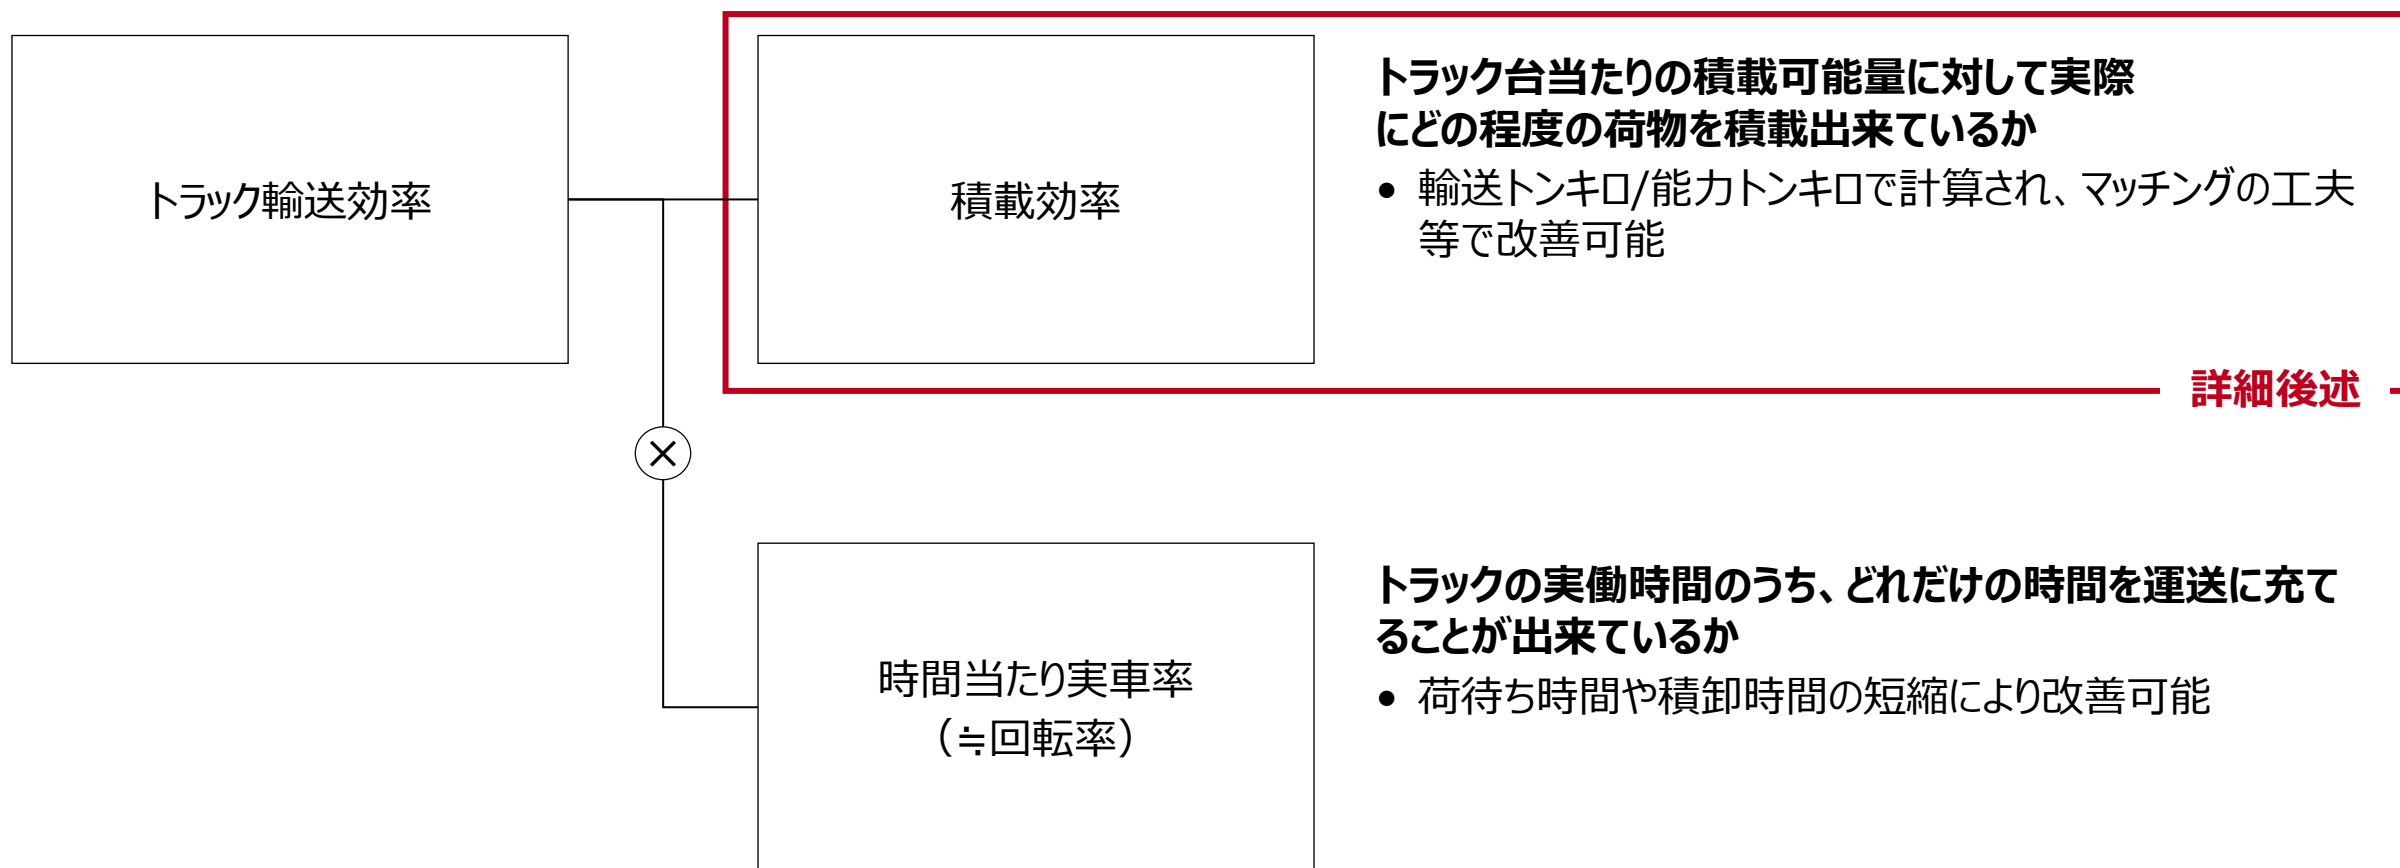 トラック輸送効率
積載効率
トラック台当たりの積載可能量に対して実際
にどの程度の荷物を積載出来ているか
• 輸送トンキロ/能力トンキロで計算され、マッチングの工夫
等で改善可能
詳細後述
×
時間当たり実車率
（≒回転率）
トラックの実働時間のうち、どれだけの時間を運送に充て
ることが出来ているか
• 荷待ち時間や積卸時間の短縮により改善可能